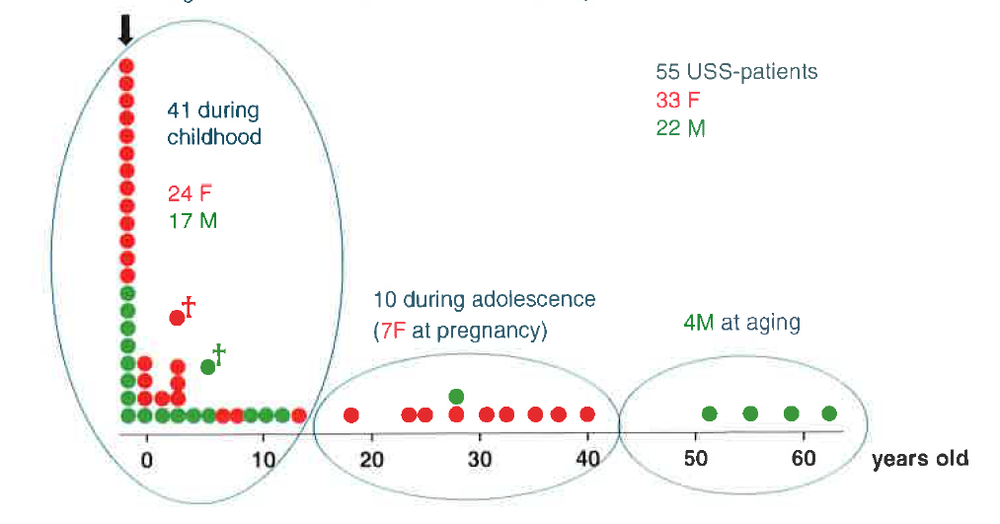 41 during
childhood
24 F
17 M
55 USS-patients
33 F
22 M
10 during adolescence
(7F at pregnancy)
4M at aging
0 10 20 30 40 50 60 years old